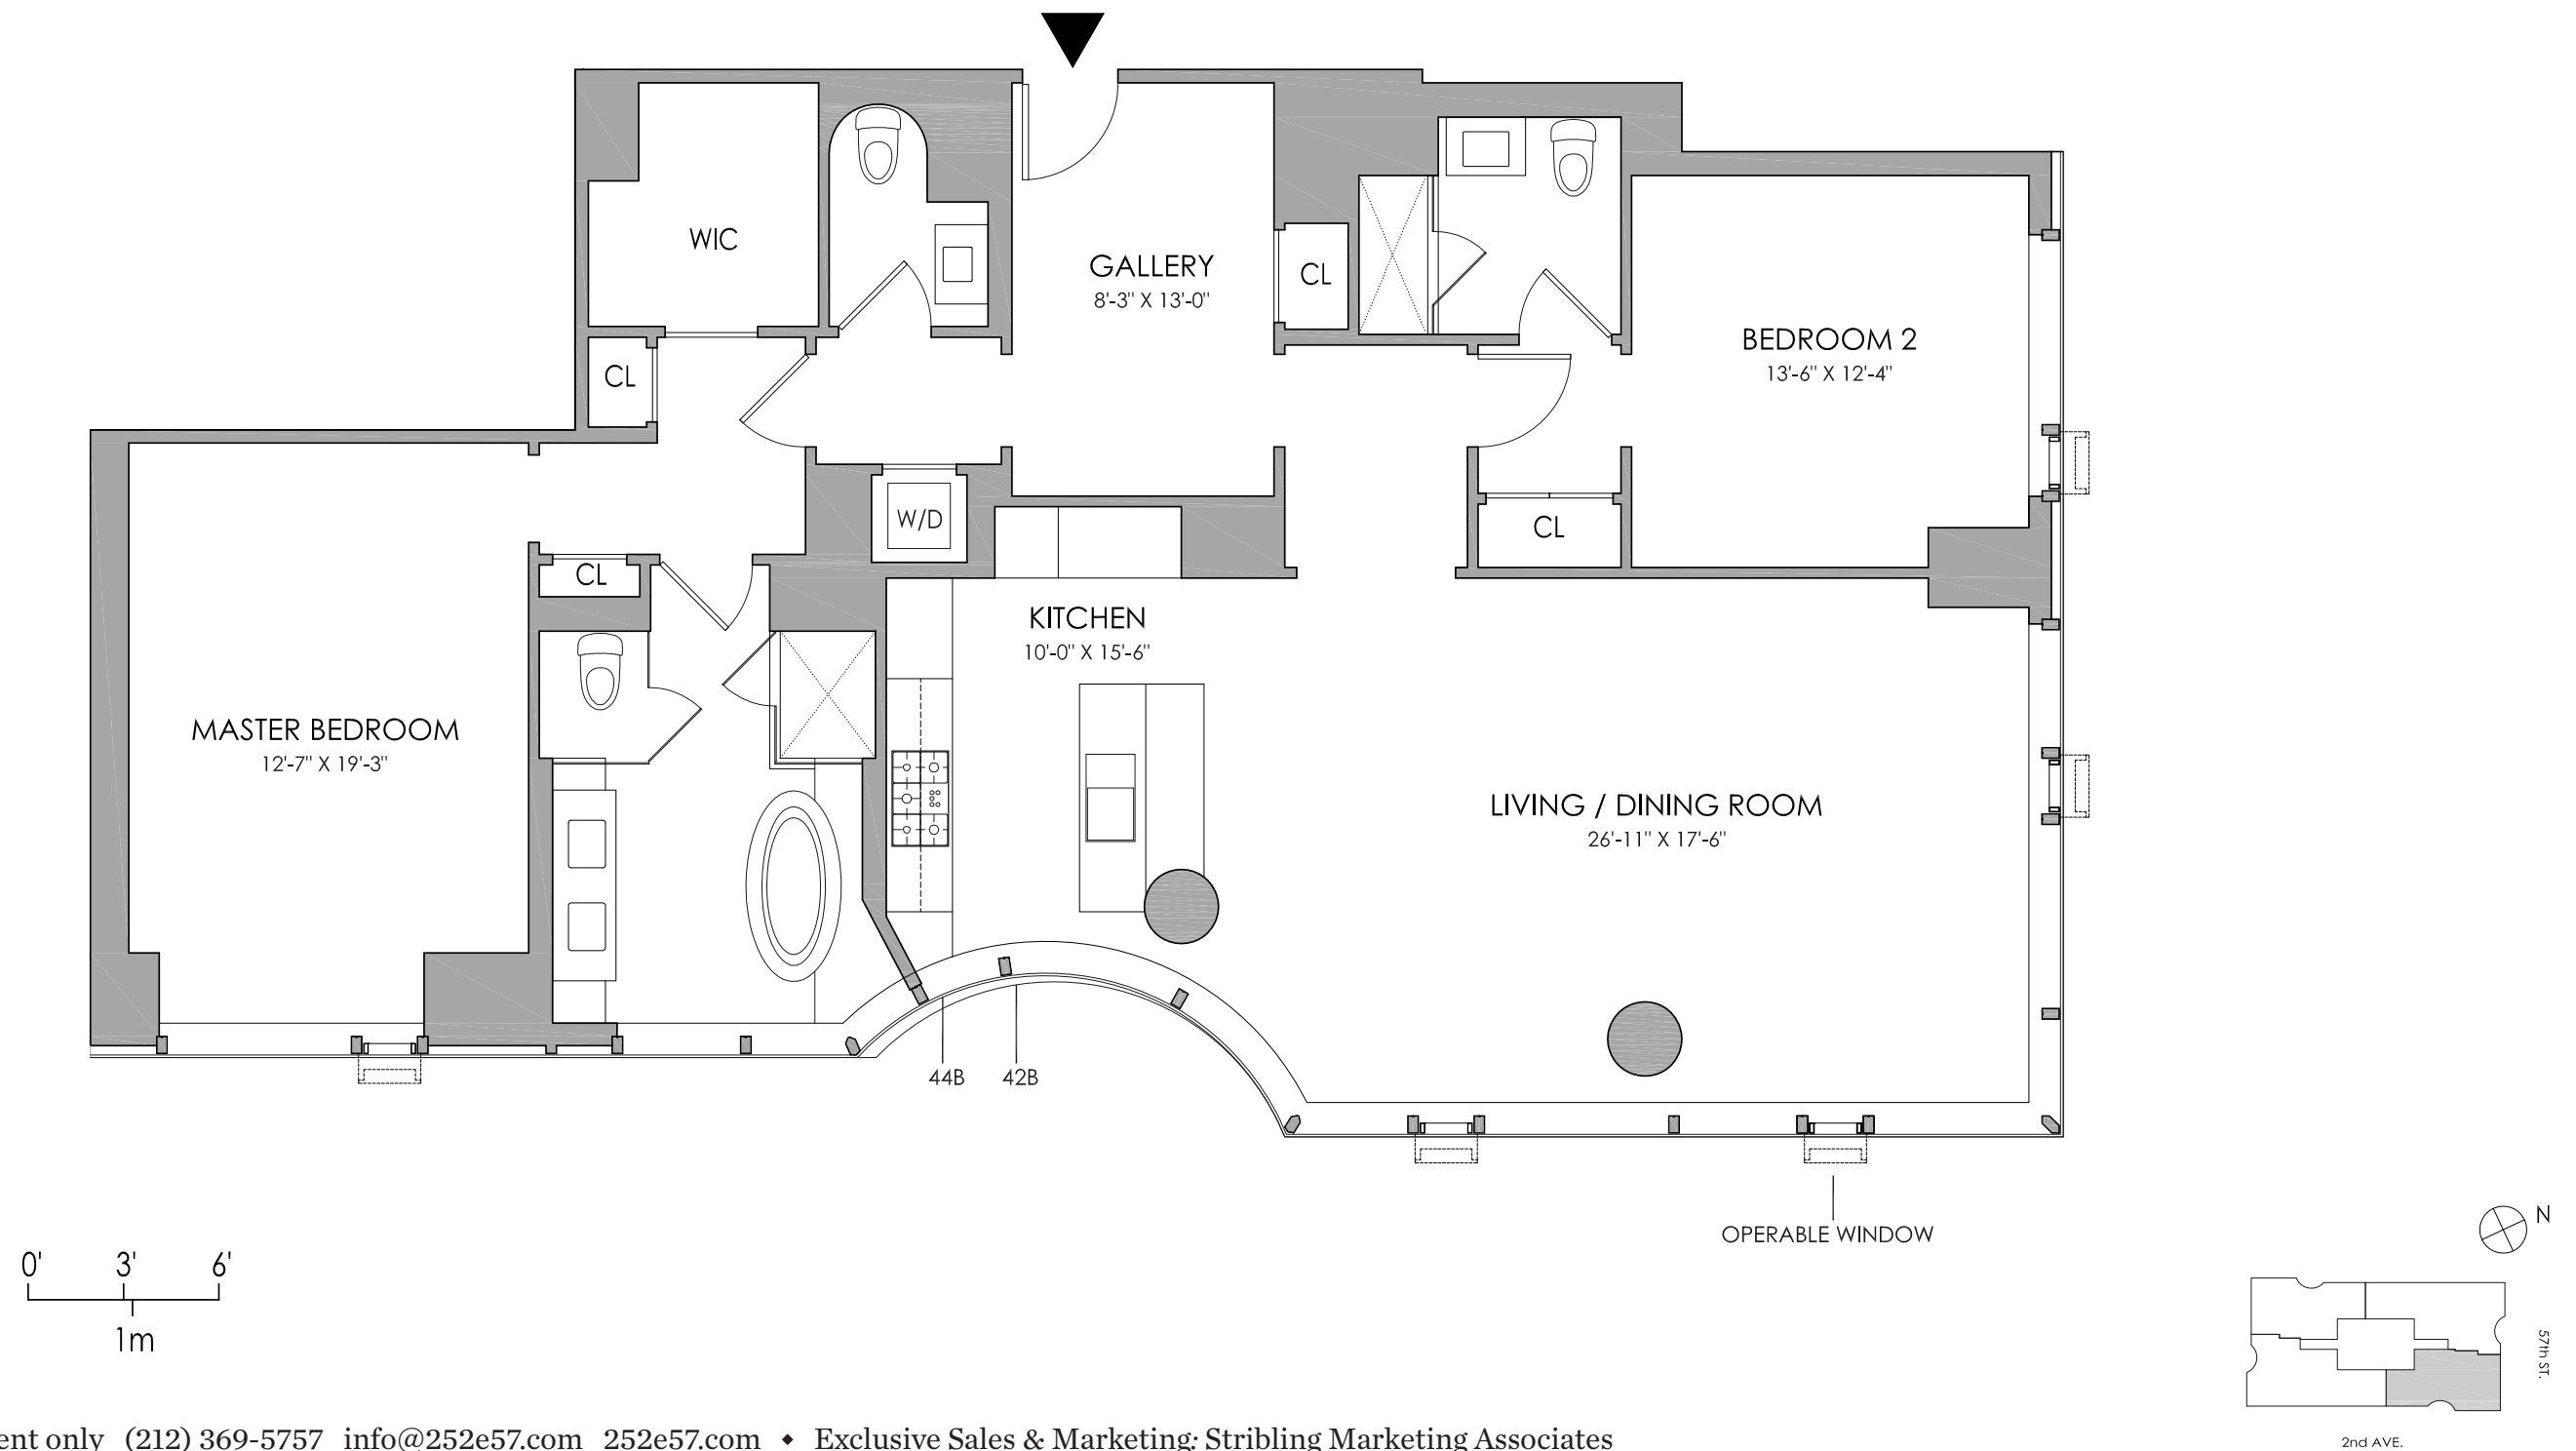 WIC
GALLERY
8'-3" X 13'-0"
CL
BEDROOM 2
13'-6" X 12'-4"
CL
W/D
CL
CL
KITCHEN
10'-0" X 15'-6"
MASTER BEDROOM
12'-7" X 19'-3"
LIVING / DINING ROOM
26'-11" X 17'-6"
44B
42B
OPERABLE WINDOW
N
0' 3' 6'
1m
57th ST.
2nd AVE.
ent only (212) 369-5757 info@252e57.com 252e57.com ◆ Exclusive Sales & Marketing: Stribling Marketing Associates